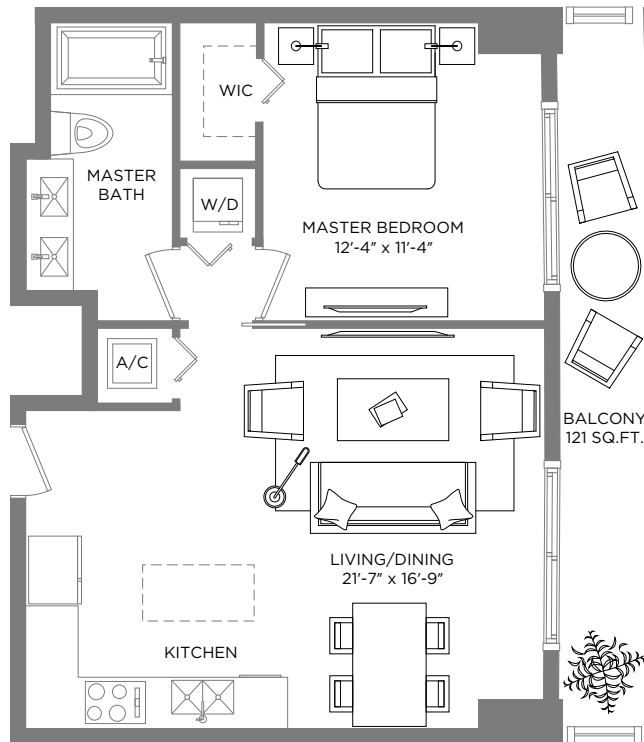 WIC
MASTER
BATH
W/D
MASTER BEDROOM
12'-4" x 11'-4"
A/C
BALCONY
121 SQ.FT.
LIVING/DINING
21'-7" x 16'-9"
KITCHEN